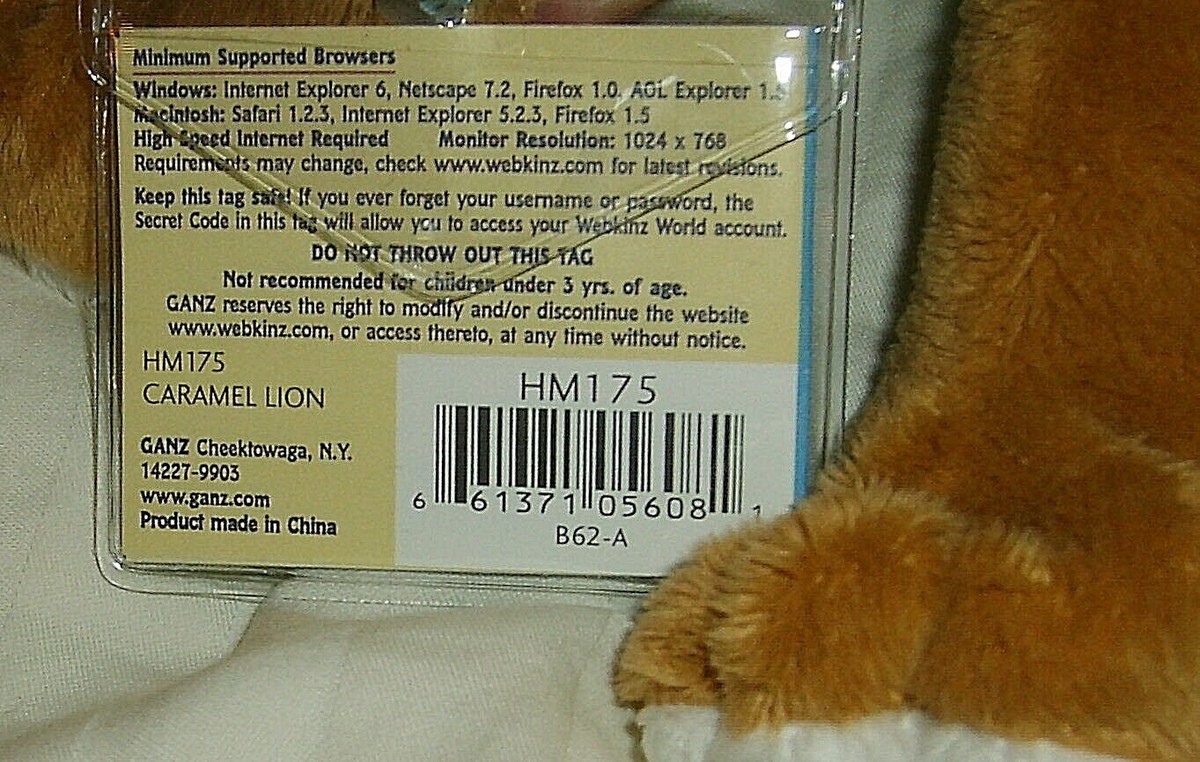 Minimum Supported Browsers
Windows: Internet Explorer 6, Netscape 7.2, Firefox 1.0, AOL Explorer 1.5
Macintosh: Safari 1.2.3, Internet Explorer 5.2.3, Firefox 1.5
High Speed Internet Required Monitor Resolution: 1024 x 768
Requirements may change, check www.webkinz.com for latest revisions.
Keep this tag safe! If you ever forget your username or password, the
Secret Code in this tag will allow you to access your Webkinz World account.
DO NOT THROW OUT THIS TAG
Not recommended for children under 3 yrs. of age.
GANZ reserves the right to modify and/or discontinue the website
www.webkinz.com, or access thereto, at any time without notice.
HM175
CARAMEL LION
GANZ Cheektowaga, N.Y.
14227-9903
www.ganz.com
Product made in China
HM175
6 61371 05608 1
B62-A